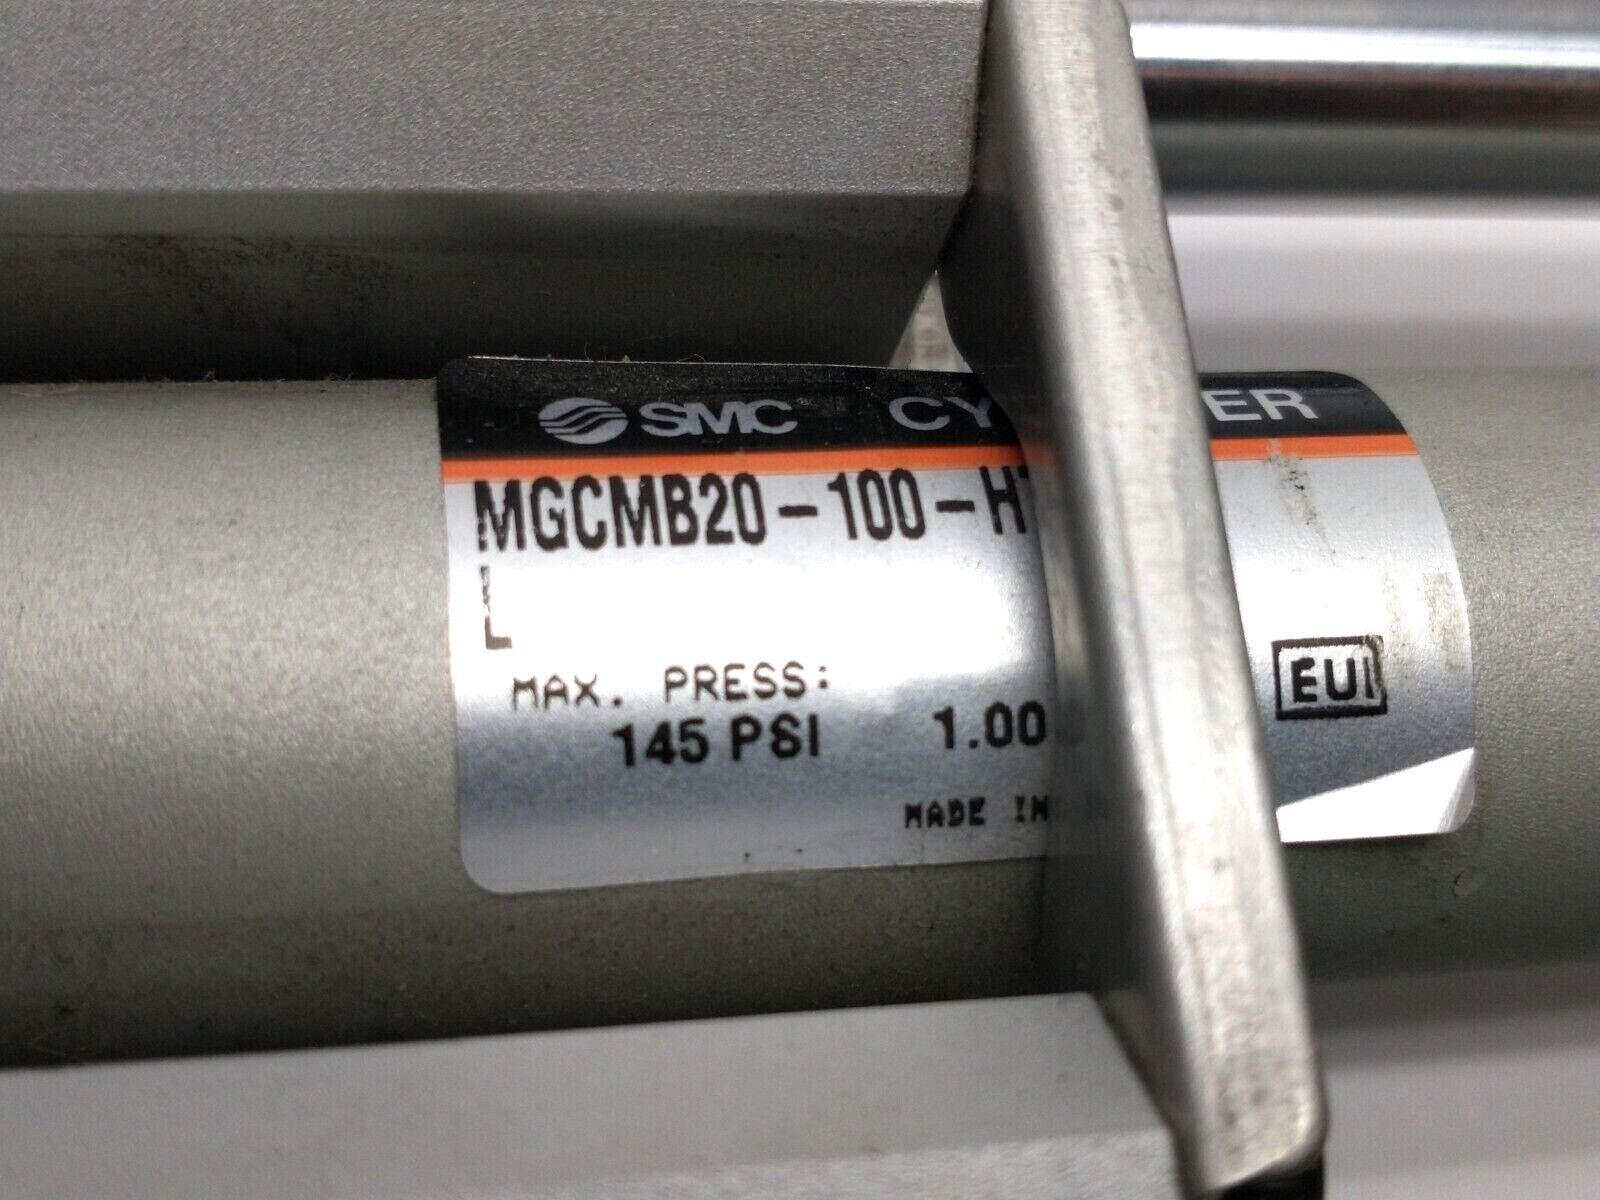 SMC CY ER
MGCMB20-100-H
L
MAX. PRESS:
145 PSI 1.00
MADE IN
EUI